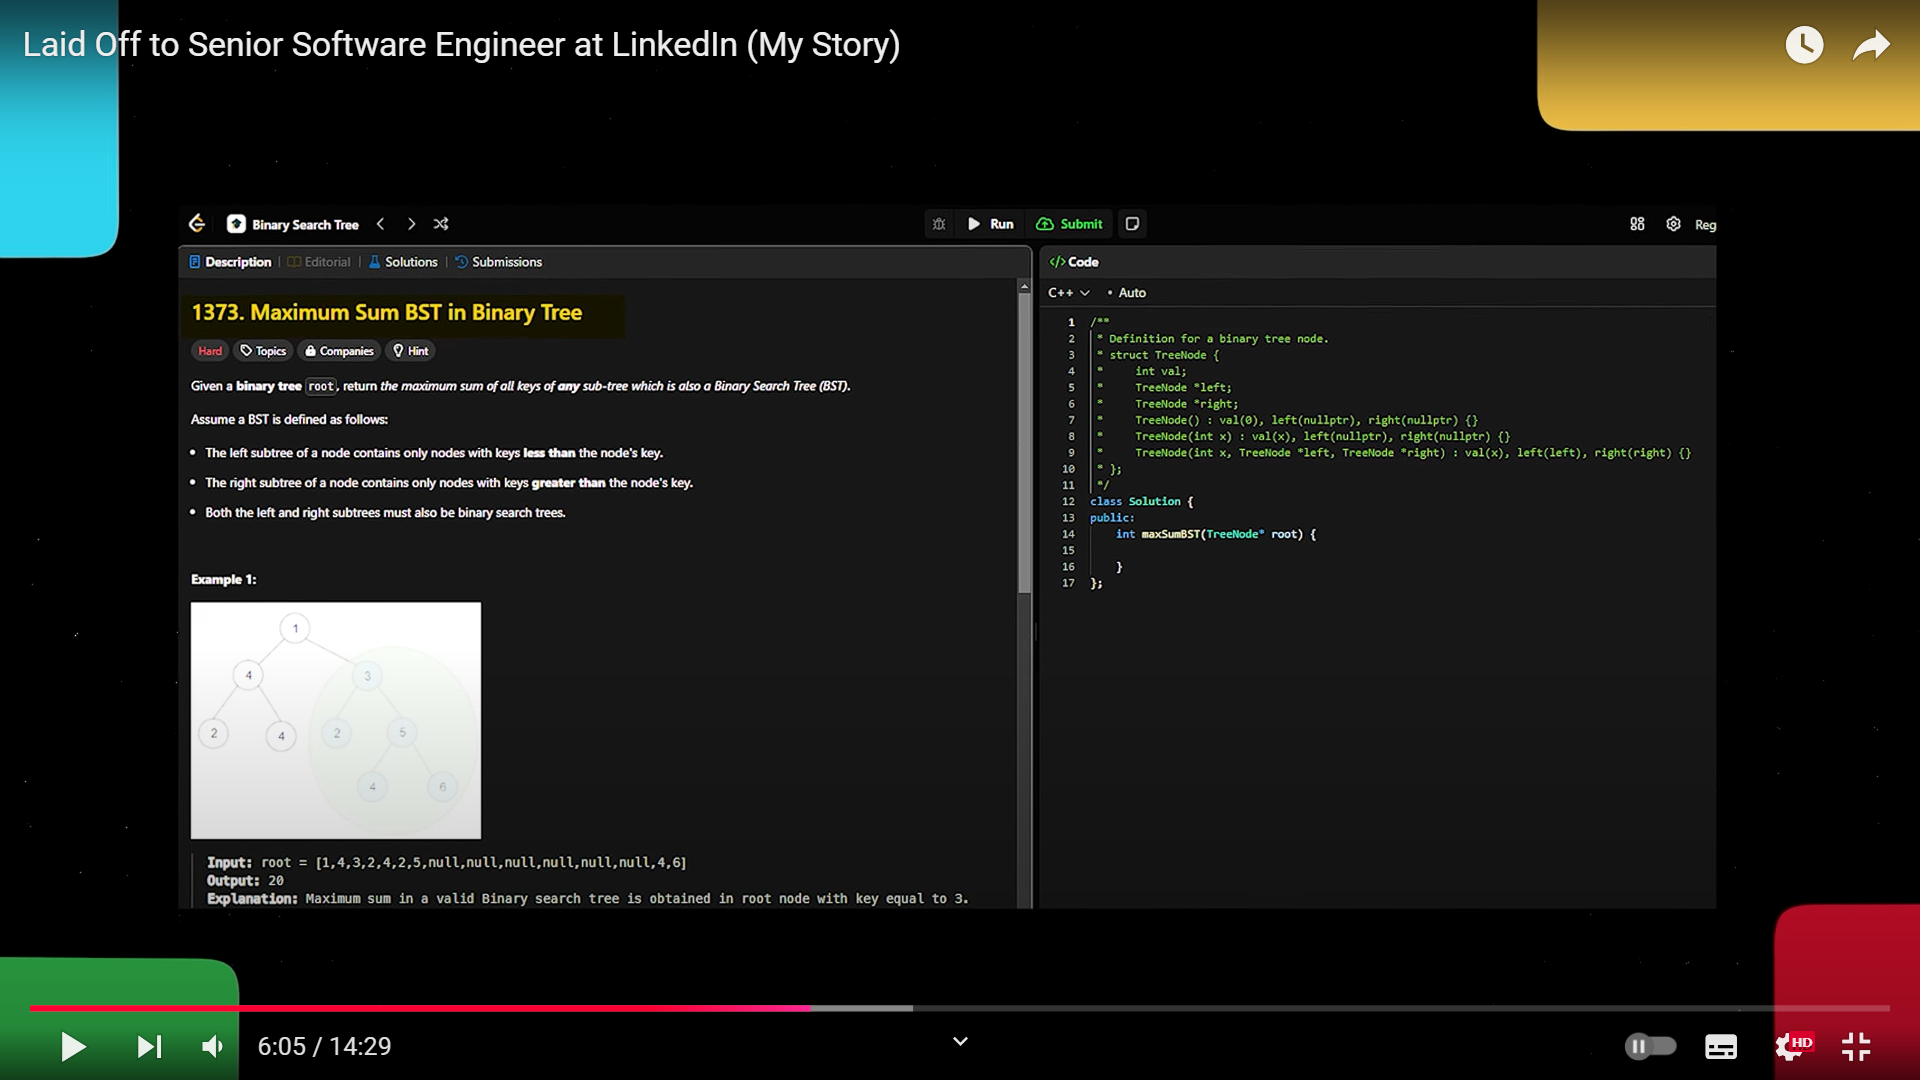 Laid Off to Senior Software Engineer at LinkedIn (My Story)
Binary Search Tree
Run
Submit
Reg
Description | Editorial | Solutions | Submissions
1373. Maximum Sum BST in Binary Tree
Hard Topics Companies Hint
Given a binary tree root, return the maximum sum of all keys of any sub-tree which is also a Binary Search Tree (BST).
Assume a BST is defined as follows:
• The left subtree of a node contains only nodes with keys less than the node's key.
• The right subtree of a node contains only nodes with keys greater than the node's key.
• Both the left and right subtrees must also be binary search trees.
Example 1:
1
4 3
2 4 2 5
4 6
Input: root = [1,4,3,2,4,2,5,null,null,null,null,null,null,4,6]
Output: 20
Explanation: Maximum sum in a valid Binary search tree is obtained in root node with key equal to 3.
</> Code
C++ • Auto
1 /**
2 * Definition for a binary tree node.
3 * struct TreeNode {
4 *     int val;
5 *     TreeNode *left;
6 *     TreeNode *right;
7 *     TreeNode() : val(0), left(nullptr), right(nullptr) {}
8 *     TreeNode(int x) : val(x), left(nullptr), right(nullptr) {}
9 *     TreeNode(int x, TreeNode *left, TreeNode *right) : val(x), left(left), right(right) {}
10 * };
11 */
12 class Solution {
13 public:
14     int maxSumBST(TreeNode* root) {
15
16     }
17 };
6:05 / 14:29
HD